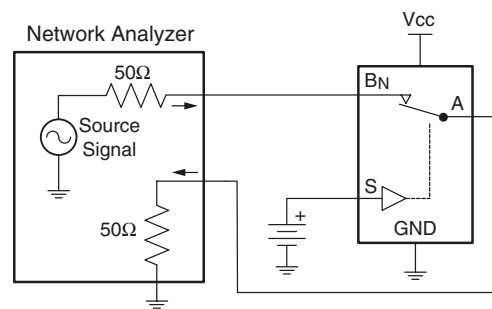 Vcc
Network Analyzer
50Ω
BN
A
Source
Signal
S
50Ω
+
GND